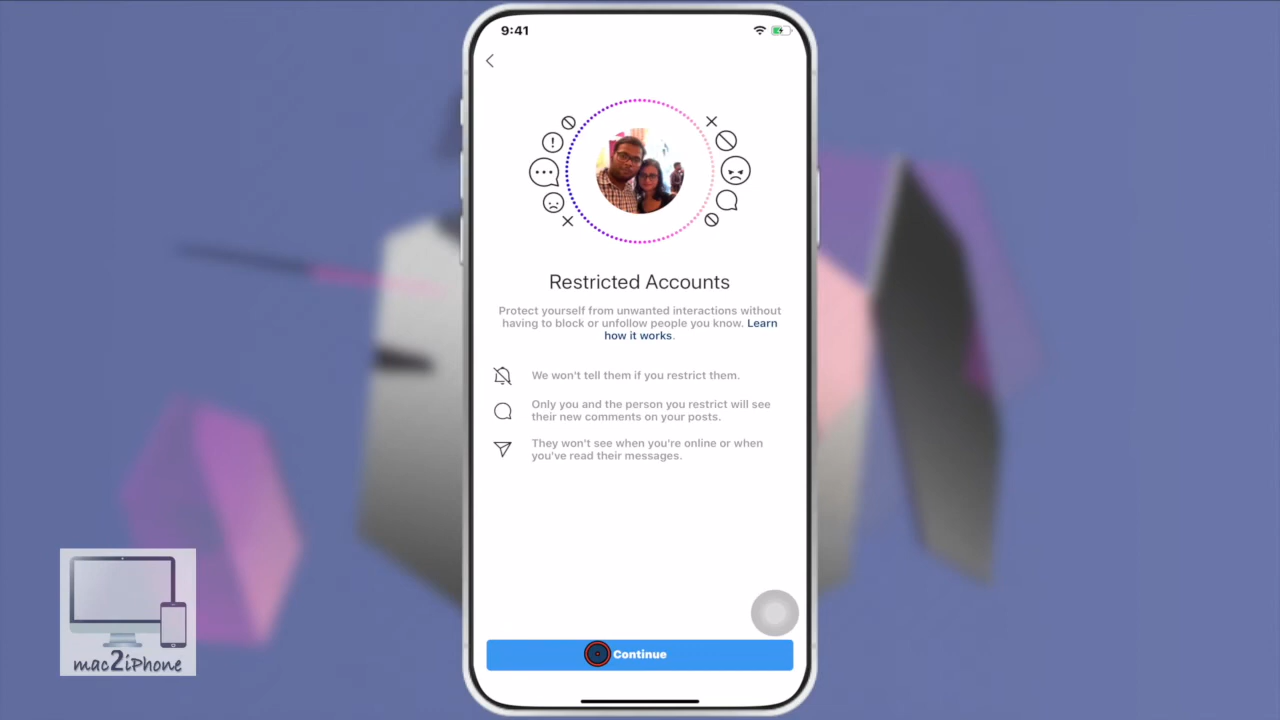 9:41
Restricted Accounts
Protect yourself from unwanted interactions without
having to block or unfollow people you know. Learn
how it works.
We won't tell them if you restrict them.
Only you and the person you restrict will see
their new comments on your posts.
They won't see when you're online or when
you've read their messages.
Continue
mac2iPhone